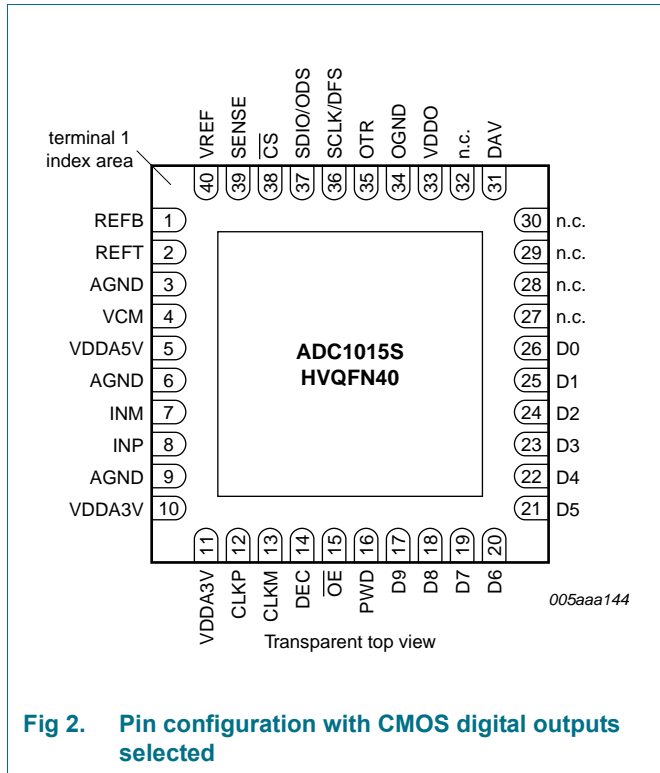 terminal 1
index area
40 VREF
39 SENSE
38 C̅S̅
37 SDIO/ODS
36 SCLK/DFS
35 OTR
34 OGND
33 VDDO
32 n.c.
31 DAV
REFB 1
REFT 2
AGND 3
VCM 4
VDDA5V 5
AGND 6
INM 7
INP 8
AGND 9
VDDA3V 10
ADC1015S
HVQFN40
30 n.c.
29 n.c.
28 n.c.
27 n.c.
26 D0
25 D1
24 D2
23 D3
22 D4
21 D5
VDDA3V 11
CLKP 12
CLKM 13
DEC 14
O̅E̅ 15
PWD 16
D9 17
D8 18
D7 19
D6 20
005aaa144
Transparent top view
Fig 2. Pin configuration with CMOS digital outputs
selected